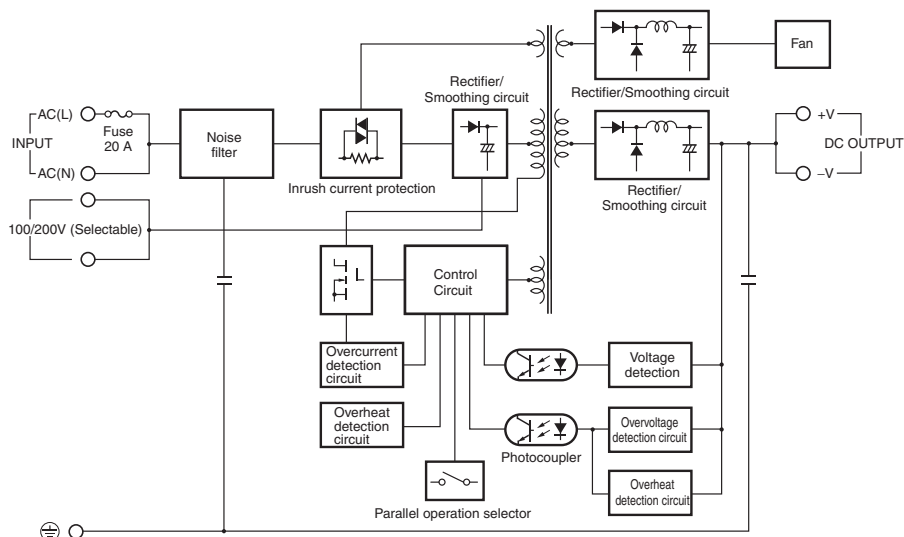 Fan
Rectifier/Smoothing circuit
Rectifier/
Smoothing circuit
AC(L)
Fuse
20 A
INPUT
AC(N)
Noise
filter
Inrush current protection
+V
DC OUTPUT
–V
Rectifier/
Smoothing circuit
100/200V (Selectable)
Control
Circuit
Overcurrent
detection
circuit
Voltage
detection
Overheat
detection
circuit
Overvoltage
detection circuit
Photocoupler
Overheat
detection circuit
Parallel operation selector